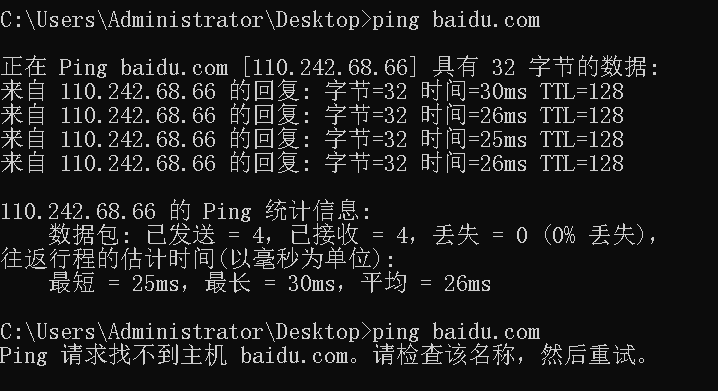 C:\Users\Administrator\Desktop>ping baidu.com
正在 Ping baidu.com [110.242.68.66] 具有 32 字节的数据:
来自 110.242.68.66 的回复: 字节=32 时间=30ms TTL=128
来自 110.242.68.66 的回复: 字节=32 时间=26ms TTL=128
来自 110.242.68.66 的回复: 字节=32 时间=25ms TTL=128
来自 110.242.68.66 的回复: 字节=32 时间=26ms TTL=128
110.242.68.66 的 Ping 统计信息:
数据包: 已发送 = 4，已接收 = 4，丢失 = 0 (0% 丢失)，
往返行程的估计时间(以毫秒为单位):
最短 = 25ms，最长 = 30ms，平均 = 26ms
C:\Users\Administrator\Desktop>ping baidu.com
Ping 请求找不到主机 baidu.com。请检查该名称，然后重试。